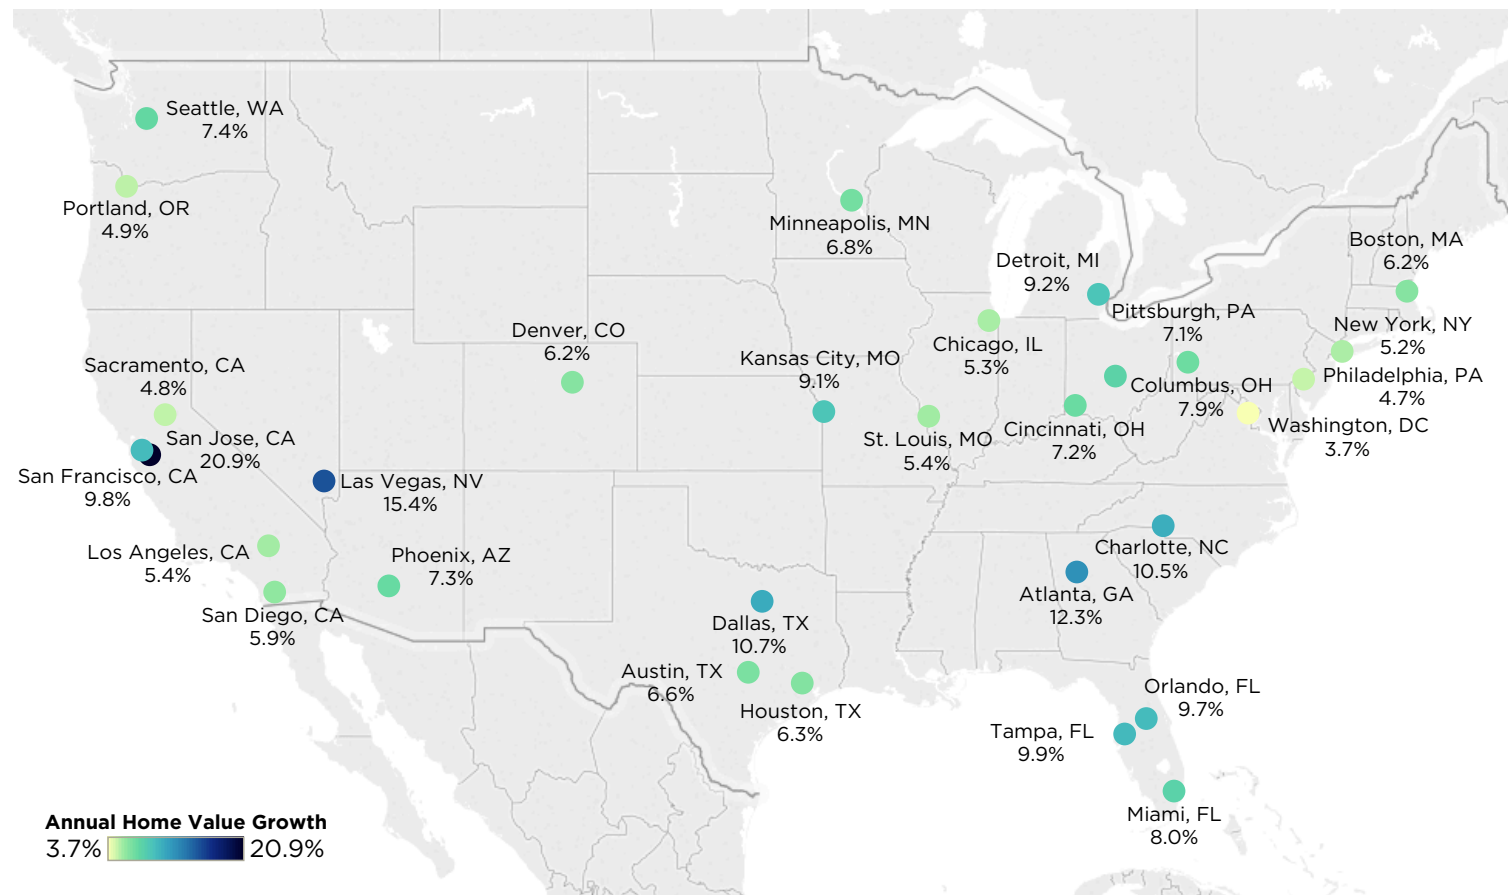 Seattle, WA
7.4%
Portland, OR
4.9%
Minneapolis, MN
6.8%
Boston, MA
6.2%
Detroit, MI
9.2%
Pittsburgh, PA
7.1%
New York, NY
5.2%
Denver, CO
6.2%
Chicago, IL
5.3%
Kansas City, MO
9.1%
Sacramento, CA
4.8%
Philadelphia, PA
4.7%
Columbus, OH
7.9%
Washington, DC
3.7%
Cincinnati, OH
7.2%
St. Louis, MO
5.4%
San Jose, CA
20.9%
San Francisco, CA
9.8%
Las Vegas, NV
15.4%
Los Angeles, CA
5.4%
Phoenix, AZ
7.3%
Charlotte, NC
10.5%
Atlanta, GA
12.3%
San Diego, CA
5.9%
Dallas, TX
10.7%
Austin, TX
6.6%
Houston, TX
6.3%
Orlando, FL
9.7%
Tampa, FL
9.9%
Miami, FL
8.0%
Annual Home Value Growth
3.7% 20.9%